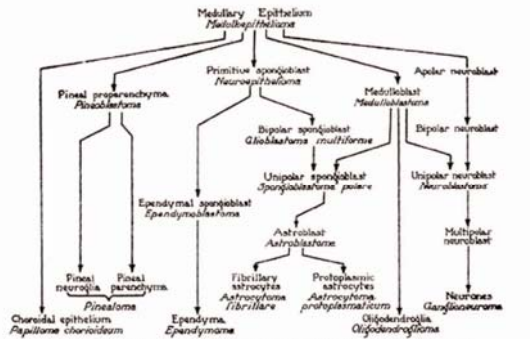 Medullary Epithelium
Medulloepithelioma
Primitive spongioblast
Neuroepithelioma
Apolar neuroblast
Pineal preparenchyma
Pineoblastoma
Medulloblast
Medulloblastoma
Bipolar spongioblast
Glioblastoma multiforme
Bipolar neuroblast
Unipolar spongioblast
Spongioblastoma polare
Unipolar neuroblast
Neuroblastoma
Ependymal spongioblast
Ependymoblastoma
Astroblast
Astroblastoma
Multipolar
neuroblast
Pineal
neuroglia
Pineal
parenchyma
Pinealoma
Fibrillary
astrocytes
Astrocytoma
fibrillare
Protoplasmic
astrocytes
Astrocytoma
protoplasmaticum
Neurones
Ganglioneuroma
Choroidal epithelium
Papilloma chorioideum
Ependyma
Ependymoma
Oligodendroglia
Oligodendroglioma